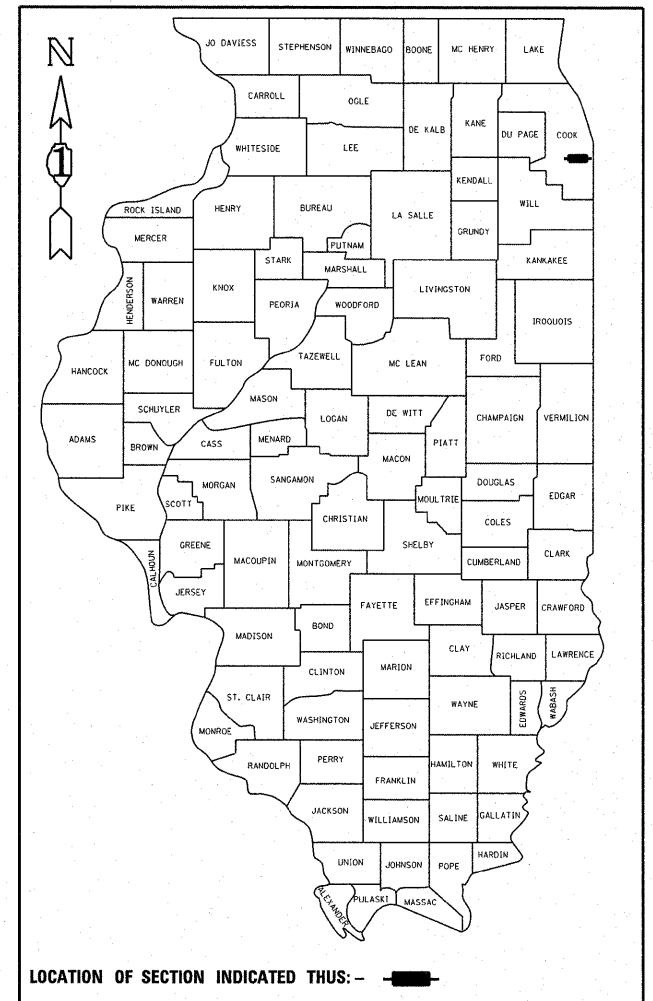 JO DAVIESS STEPHENSON WINNEBAGO BOONE MC HENRY LAKE
N
CARROLL OGLE DE KALB KANE DU PAGE COOK
1
WHITESIDE LEE
KENDALL WILL
ROCK ISLAND HENRY BUREAU LA SALLE GRUNDY
MERCER PUTNAM
STARK MARSHALL KANKAKEE
HENDERSON WARREN KNOX PEORIA WOODFORD LIVINGSTON IROQUOIS
HANCOCK MC DONOUGH FULTON TAZEWELL MC LEAN FORD
MASON
SCHUYLER LOGAN DE WITT CHAMPAIGN VERMILION
ADAMS BROWN CASS MENARD MACON PIATT
MORGAN SANGAMON DOUGLAS
PIKE SCOTT CHRISTIAN MOULTRIE COLES EDGAR
GREENE MACOUPIN MONTGOMERY SHELBY CUMBERLAND CLARK
CALHOUN JERSEY
FAYETTE EFFINGHAM JASPER CRAWFORD
MADISON BOND
CLAY RICHLAND LAWRENCE
CLINTON MARION
ST. CLAIR WAYNE EDWARDS WABASH
MONROE WASHINGTON JEFFERSON
RANDOLPH PERRY HAMILTON WHITE
FRANKLIN
JACKSON WILLIAMSON SALINE GALLATIN
UNION JOHNSON POPE HARDIN
ALEXANDER PULASKI MASSAC
LOCATION OF SECTION INDICATED THUS: -